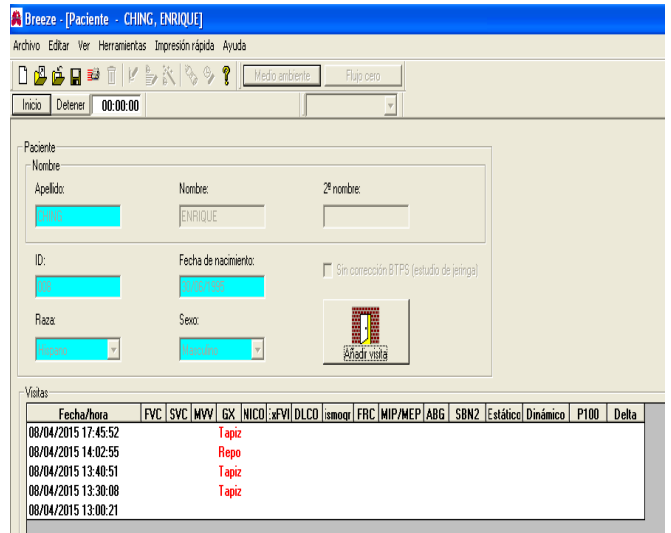 Breeze - [Paciente - CHING, ENRIQUE]
Archivo Editar Ver Herramientas Impresión rápida Ayuda
Medio ambiente Flujo cero
Inicio Detener 00:00:00
Paciente
Nombre
Apellido: Nombre: 2º nombre:
CHING ENRIQUE
ID: Fecha de nacimiento:
Sin corrección BTPS (estudio de jeringa)
Raza: Sexo:
Hispano Masculino
Añadir visita
Visitas
Fecha/hora FVC SVC MVV GX NICO ExFVI DLCO ismogr FRC MIP/MEP ABG SBN2 Estático Dinámico P100 Delta
08/04/2015 17:45:52 Tapiz
08/04/2015 14:02:55 Repo
08/04/2015 13:40:51 Tapiz
08/04/2015 13:30:08 Tapiz
08/04/2015 13:00:21